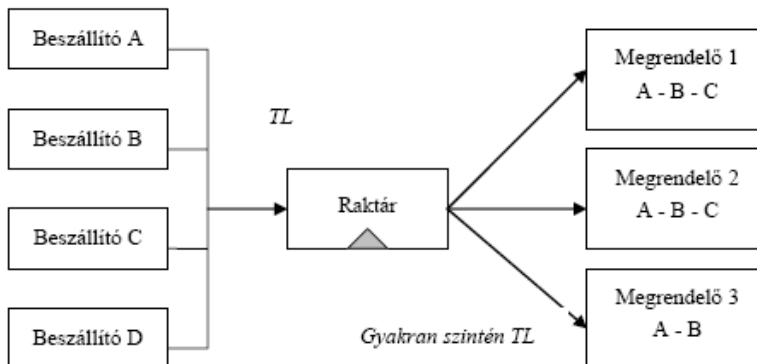 Beszállító A
Beszállító B
Beszállító C
Beszállító D
TL
Raktár
Gyakran szintén TL
Megrendelő 1
A - B - C
Megrendelő 2
A - B - C
Megrendelő 3
A - B